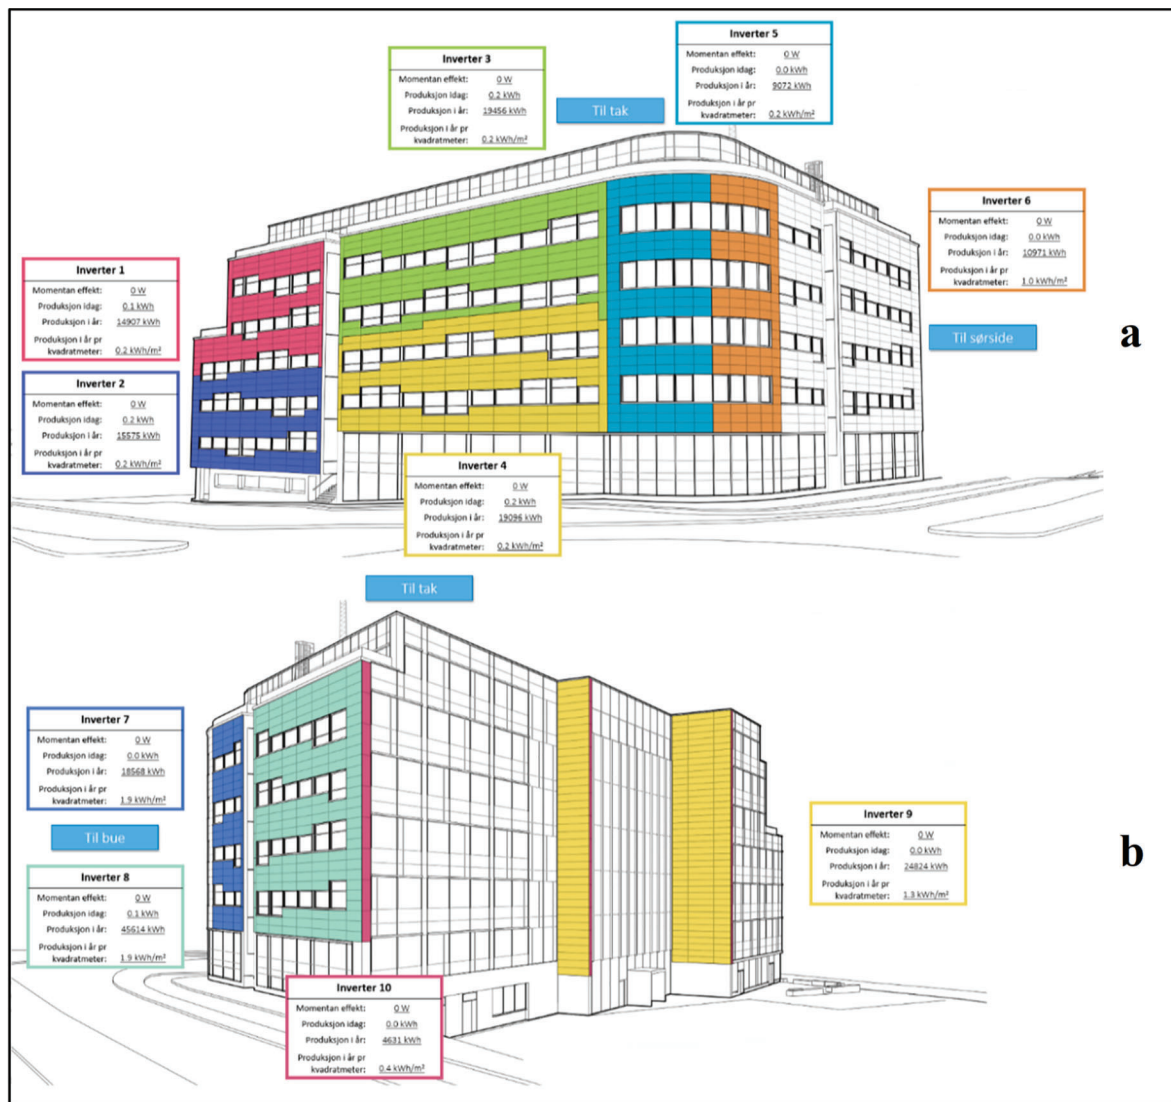 Inverter 3
Momentan effekt: 0 W
Produksjon idag: 0.2 kWh
Produksjon i år: 19456 kWh
Produksjon i år pr
kvadratmeter: 0.2 kWh/m²
Til tak
Inverter 5
Momentan effekt: 0 W
Produksjon idag: 0.0 kWh
Produksjon i år: 9072 kWh
Produksjon i år pr
kvadratmeter: 0.2 kWh/m²
Inverter 6
Momentan effekt: 0 W
Produksjon idag: 0.0 kWh
Produksjon i år: 10971 kWh
Produksjon i år pr
kvadratmeter: 1.0 kWh/m²
Inverter 1
Momentan effekt: 0 W
Produksjon idag: 0.1 kWh
Produksjon i år: 14907 kWh
Produksjon i år pr
kvadratmeter: 0.2 kWh/m²
Til sørside
a
Inverter 2
Momentan effekt: 0 W
Produksjon idag: 0.2 kWh
Produksjon i år: 15575 kWh
Produksjon i år pr
kvadratmeter: 0.2 kWh/m²
Inverter 4
Momentan effekt: 0 W
Produksjon idag: 0.2 kWh
Produksjon i år: 19096 kWh
Produksjon i år pr
kvadratmeter: 0.2 kWh/m²
Til tak
Inverter 7
Momentan effekt: 0 W
Produksjon idag: 0.0 kWh
Produksjon i år: 18568 kWh
Produksjon i år pr
kvadratmeter: 1.9 kWh/m²
Til bue
Inverter 9
Momentan effekt: 0 W
Produksjon idag: 0.0 kWh
Produksjon i år: 24824 kWh
Produksjon i år pr
kvadratmeter: 1.3 kWh/m²
b
Inverter 8
Momentan effekt: 0 W
Produksjon idag: 0.1 kWh
Produksjon i år: 45614 kWh
Produksjon i år pr
kvadratmeter: 1.9 kWh/m²
Inverter 10
Momentan effekt: 0 W
Produksjon idag: 0.0 kWh
Produksjon i år: 4631 kWh
Produksjon i år pr
kvadratmeter: 0.4 kWh/m²